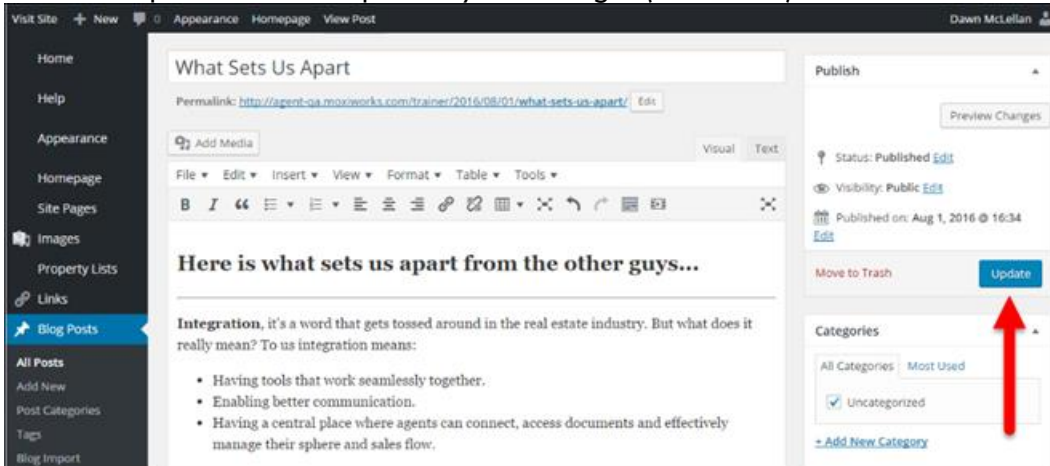 Visit Site + New 0 Appearance Homepage View Post Dawn McLellan
Home
Help
Appearance
Homepage
Site Pages
Images
Property Lists
Links
Blog Posts
All Posts
Add New
Post Categories
Tags
Blog Import
What Sets Us Apart
Permalink: http://agent-qa.moxiworks.com/trainer/2016/08/01/what-sets-us-apart/ Edit
Add Media
Visual Text
File Edit Insert View Format Table Tools
B I
Here is what sets us apart from the other guys...
Integration, it's a word that gets tossed around in the real estate industry. But what does it
really mean? To us integration means:
• Having tools that work seamlessly together.
• Enabling better communication.
• Having a central place where agents can connect, access documents and effectively
manage their sphere and sales flow.
Publish
Preview Changes
Status: Published Edit
Visibility: Public Edit
Published on: Aug 1, 2016 @ 16:34
Edit
Move to Trash Update
Categories
All Categories Most Used
Uncategorized
+ Add New Category